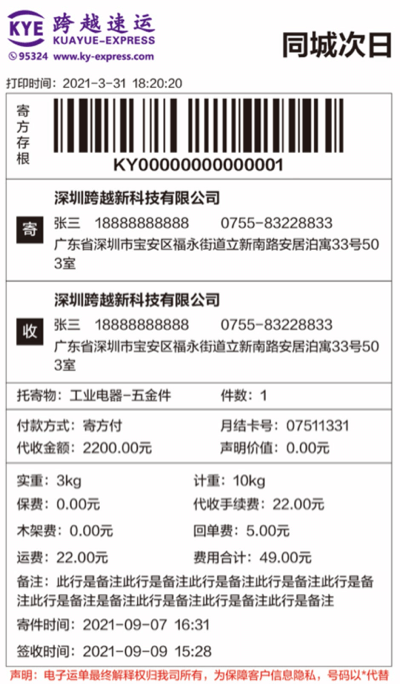 KYE 跨越速运
KUAYUE-EXPRESS
95324 www.ky-express.com
同城次日
打印时间：2021-3-31 18:20:20
寄方存根
KY00000000000001
深圳跨越新科技有限公司
寄
张三 18888888888 0755-83228833
广东省深圳市宝安区福永街道立新南路安居泊寓33号50
3室
深圳跨越新科技有限公司
收
张三 18888888888 0755-83228833
广东省深圳市宝安区福永街道立新南路安居泊寓33号50
3室
托寄物：工业电器-五金件 件数：1
付款方式：寄方付 月结卡号：07511331
代收金额：2200.00元 声明价值：0.00元
实重：3kg 计重：10kg
保费：0.00元 代收手续费：22.00元
木架费：0.00元 回单费：5.00元
运费：22.00元 费用合计：49.00元
备注：此行是备注此行是备注此行是备注此行是备注此行是备
注此行是备注是备注此行是备注此行是备注此行是备注
寄件时间：2021-09-07 16:31
签收时间：2021-09-09 15:28
声明：电子运单最终解释权归我司所有，为保障客户信息隐私，号码以*代替